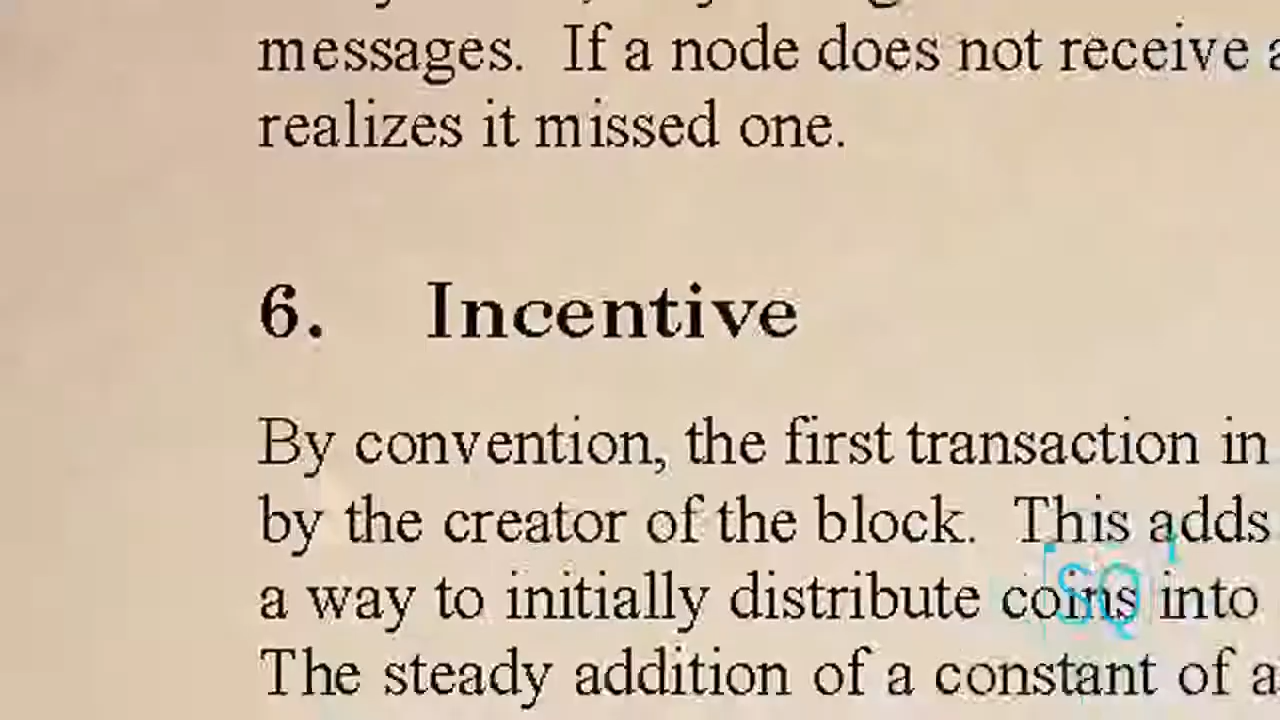 messages. If a node does not receive a
realizes it missed one.
6. Incentive
By convention, the first transaction in
by the creator of the block. This adds
a way to initially distribute coins into
The steady addition of a constant of a
SQ